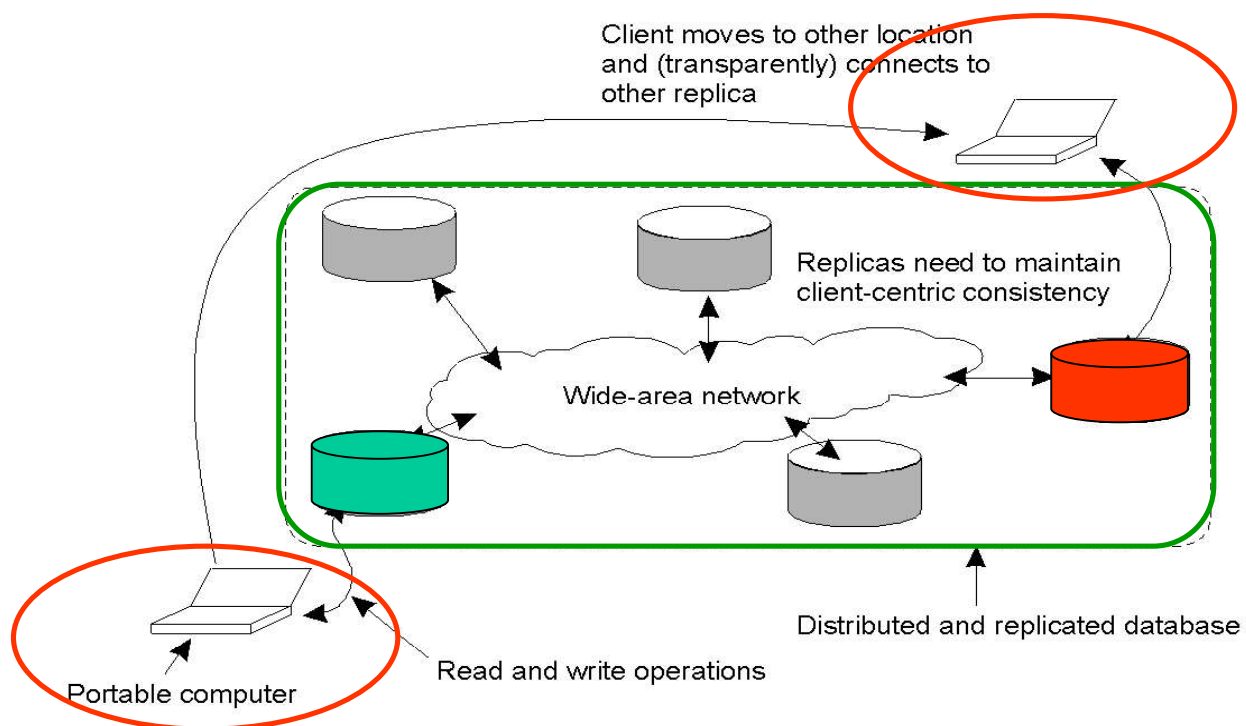 Client moves to other location
and (transparently) connects to
other replica
Replicas need to maintain
client-centric consistency
Wide-area network
Distributed and replicated database
Read and write operations
Portable computer